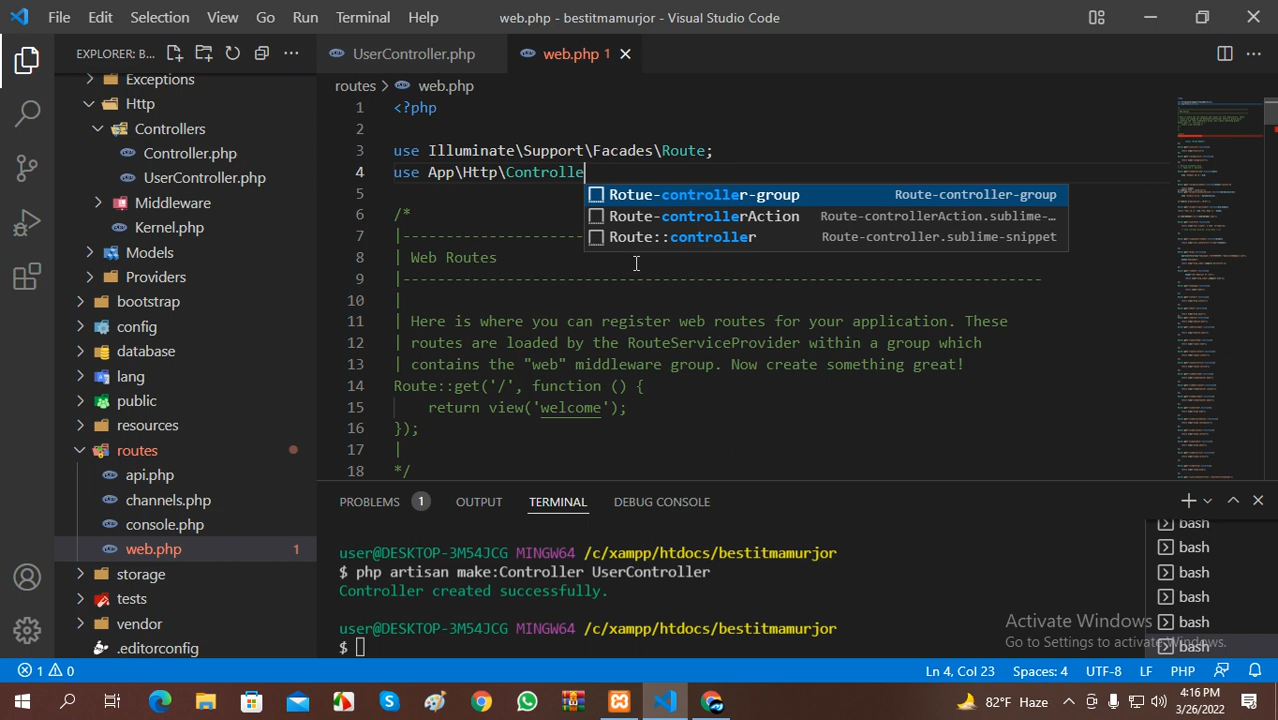 File Edit Selection View Go Run Terminal Help web.php - bestitmamurjor - Visual Studio Code
EXPLORER: B...
UserController.php
web.php 1
Exceptions
Http
Controllers
Controller.php
UserController.php
Middleware
Kernel.php
Models
Providers
bootstrap
config
database
lang
public
resources
routes
api.php
channels.php
console.php
web.php 1
storage
tests
vendor
.editorconfig
routes > web.php
1 <?php
2
3 use Illuminate\Support\Facades\Route;
4 use App\Http\Controlle
5
6 /*
7 |--------------------------------------------------------------------------
8 | Web Routes
9 |--------------------------------------------------------------------------
10 |
11 | Here is where you can register web routes for your application. These
12 | routes are loaded by the RouteServiceProvider within a group which
13 | contains the "web" middleware group. Now create something great!
14 Route::get('/', function () {
15 return view('welcome');
16 });
17 |
18 */
Rotue-controller-group Rootue-controller-group
Route-controllerAction Route-controllerAction.sublime-...
Route::controller Route-controller.sublime-snippet
PROBLEMS 1 OUTPUT TERMINAL DEBUG CONSOLE
user@DESKTOP-3M54JCG MINGW64 /c/xampp/htdocs/bestitmamurjor
$ php artisan make:Controller UserController
Controller created successfully.
user@DESKTOP-3M54JCG MINGW64 /c/xampp/htdocs/bestitmamurjor
$
bash
bash
bash
bash
bash
bash
Activate Windows
Go to Settings to activate Windows.
1 0 Ln 4, Col 23 Spaces: 4 UTF-8 LF PHP
82°F Haze
4:16 PM
3/26/2022